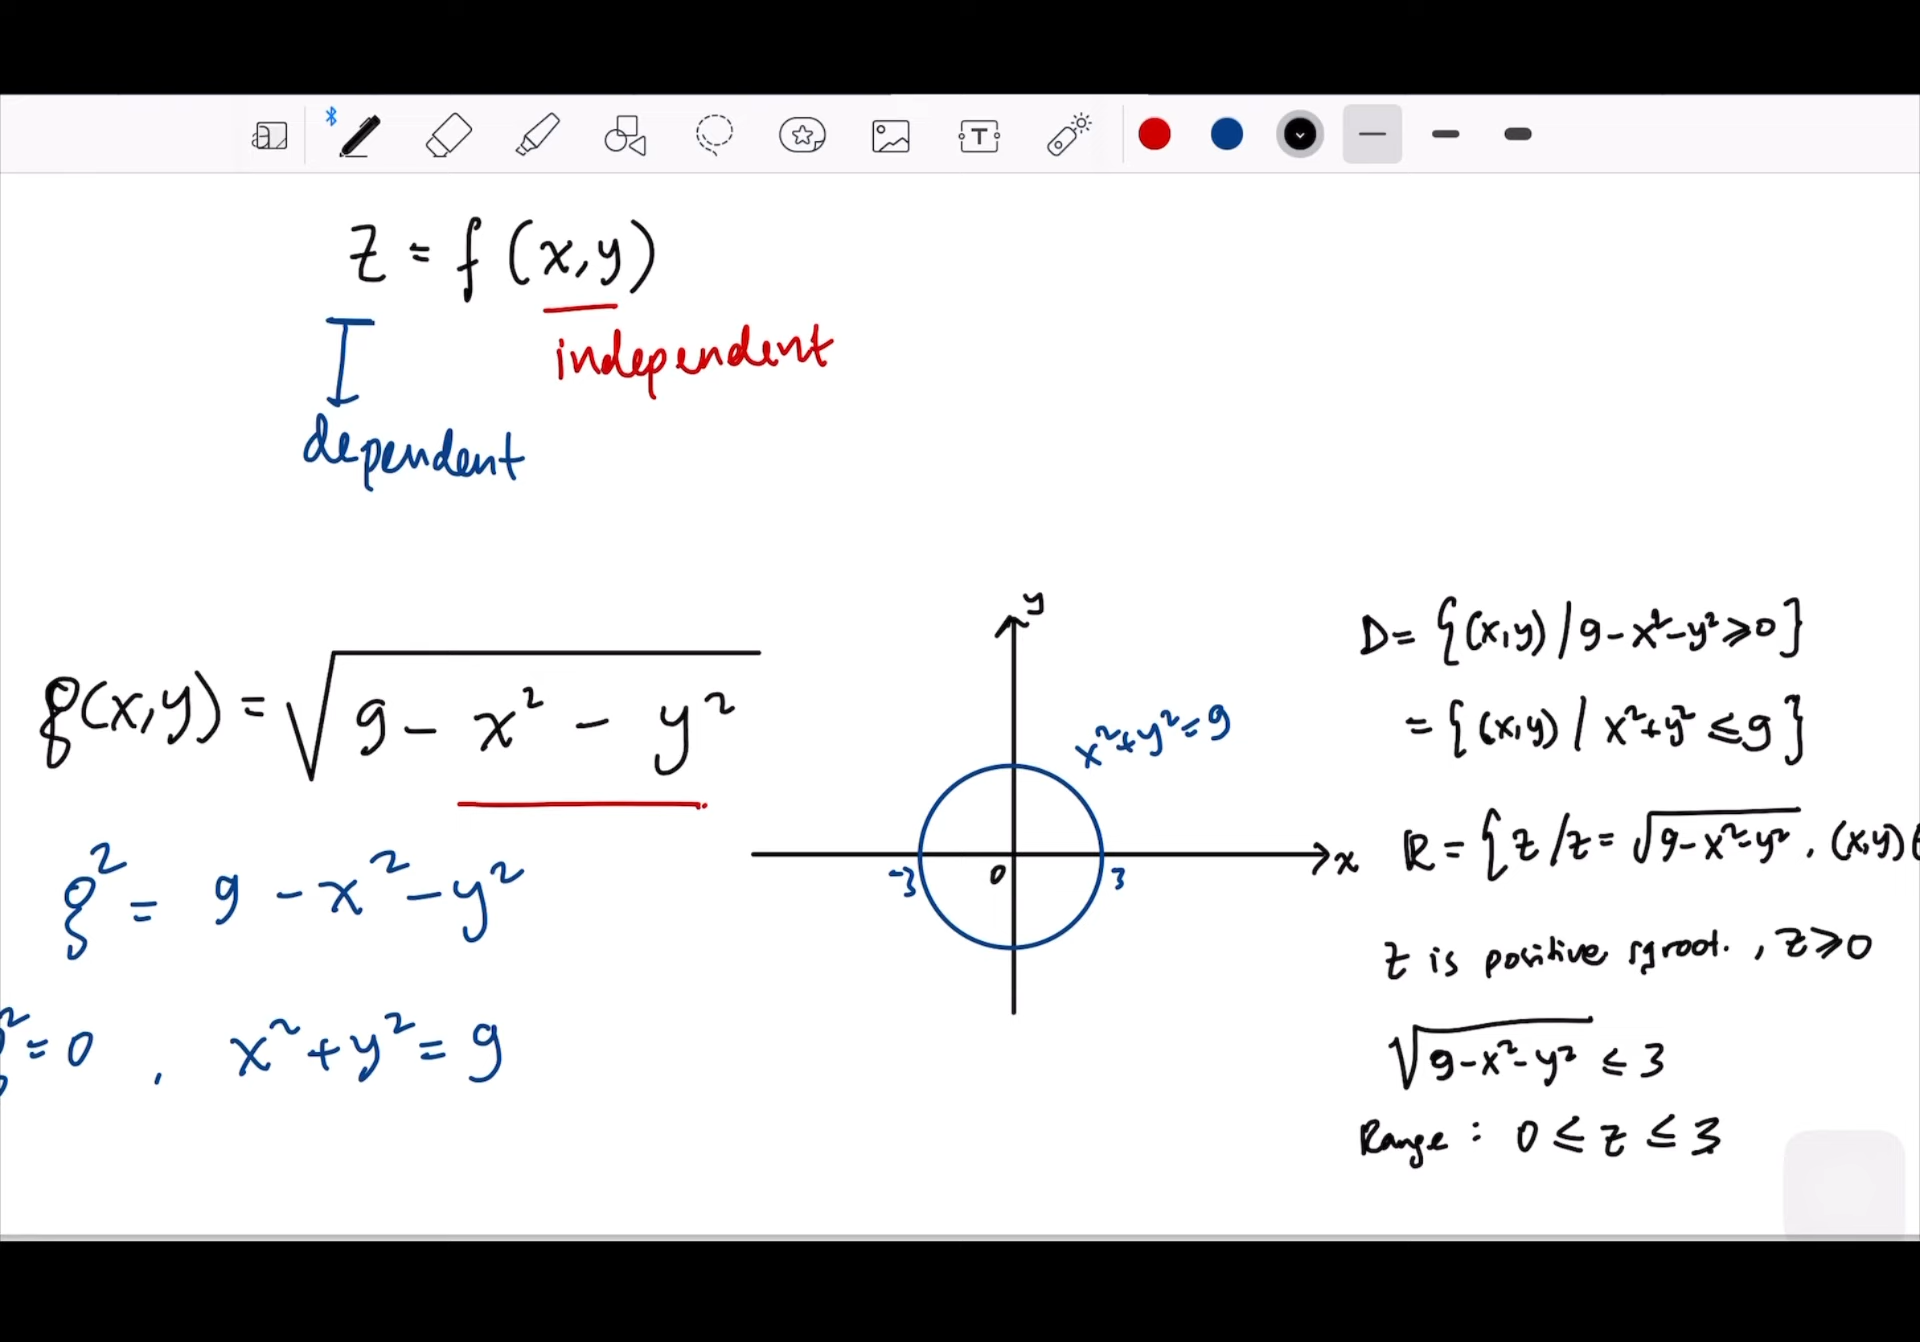 z = f (x,y)
independent
dependent
g(x,y) = √9 - x² - y²
g² = 9 - x² - y²
g² = 0 , x² + y² = 9
y
x² + y² = 9
x
-3
0
3
D = {(x,y) / 9 - x² - y² ≥ 0}
= {(x,y) / x² + y² ≤ 9}
R = {z / z = √9 - x² - y² , (x,y) ∈
z is positive sqroot. , z ≥ 0
√9 - x² - y² ≤ 3
Range : 0 ≤ z ≤ 3